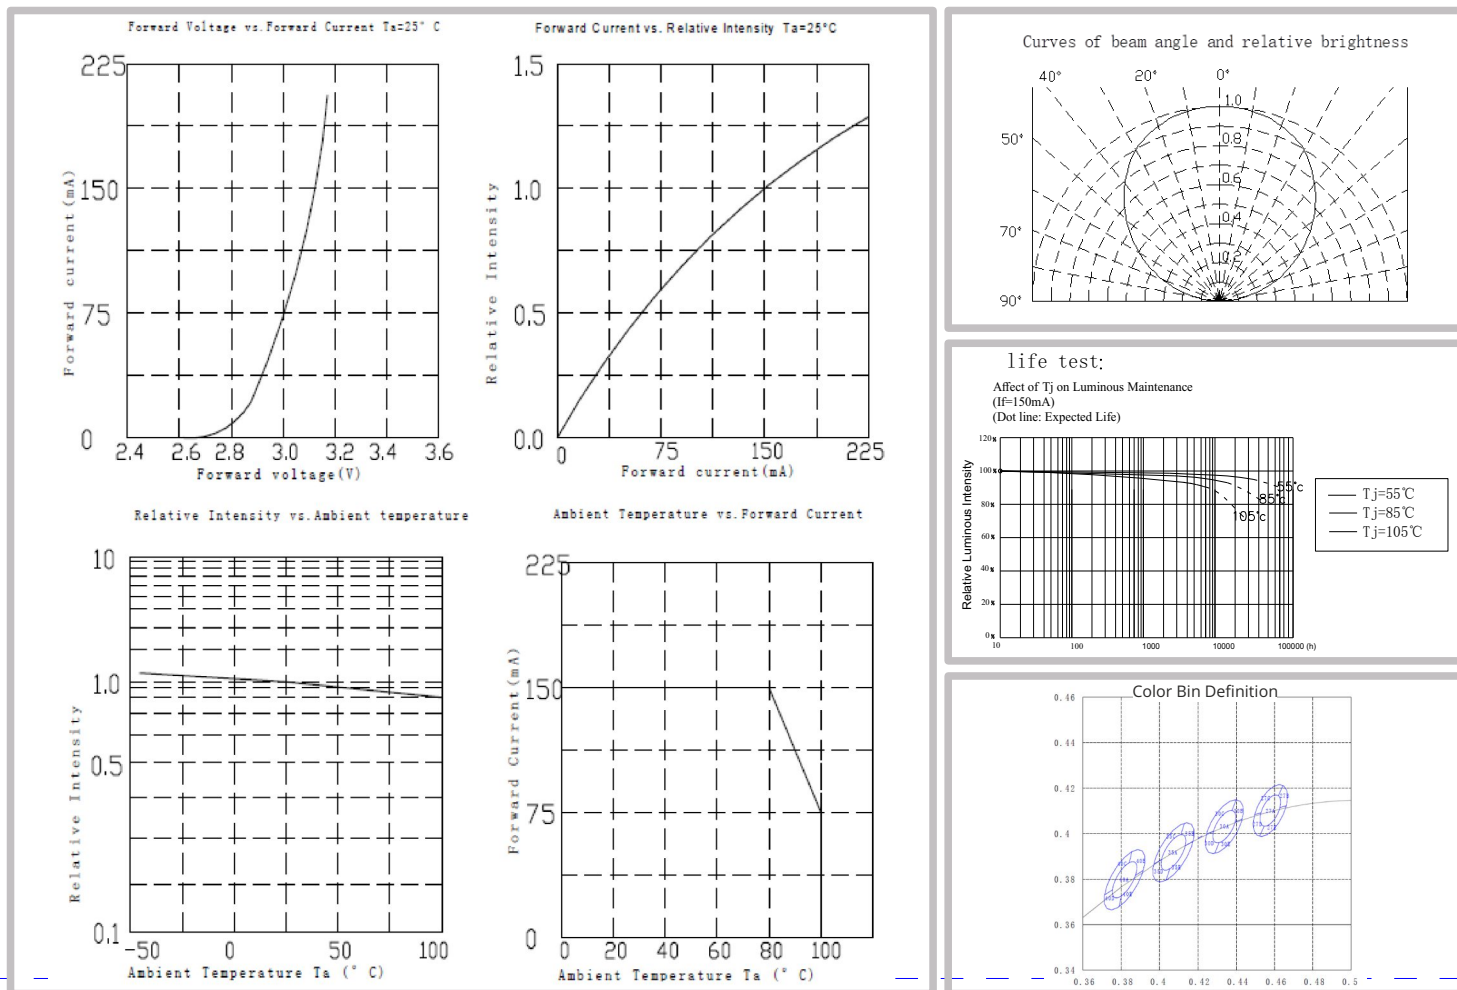 Forward Voltage vs.Forward Current Ta=25° C
225
150
75
0
2.4 2.6 2.8 3.0 3.2 3.4 3.6
Forward current(mA)
Forward voltage(V)
Forward Current vs. Relative Intensity Ta=25°C
1.5
1.0
0.5
0.0
0 75 150 225
Relative Intensity
Forward current(mA)
Relative Intensity vs.Ambient temperature
10
1.0
0.5
0.1
-50 0 50 100
Relative Intensity
Ambient Temperature Ta (° C)
Ambient Temperature vs.Forward Current
225
150
75
0
0 20 40 60 80 100
Forward Current(mA)
Ambient Temperature Ta (° C)
Curves of beam angle and relative brightness
40° 20° 0°
50°
70°
90°
1.0
0.8
0.6
0.4
0.2
life test:
Affect of Tj on Luminous Maintenance
(If=150mA)
(Dot line: Expected Life)
120%
100%
80%
60%
40%
20%
0%
10 100 1000 10000 100000 (h)
Relative Luminous Intensity
55°c
85°c
105°c
Tj=55℃
Tj=85℃
Tj=105℃
Color Bin Definition
0.46
0.44
0.42
0.4
0.38
0.36
0.34
0.36 0.38 0.4 0.42 0.44 0.46 0.48 0.5